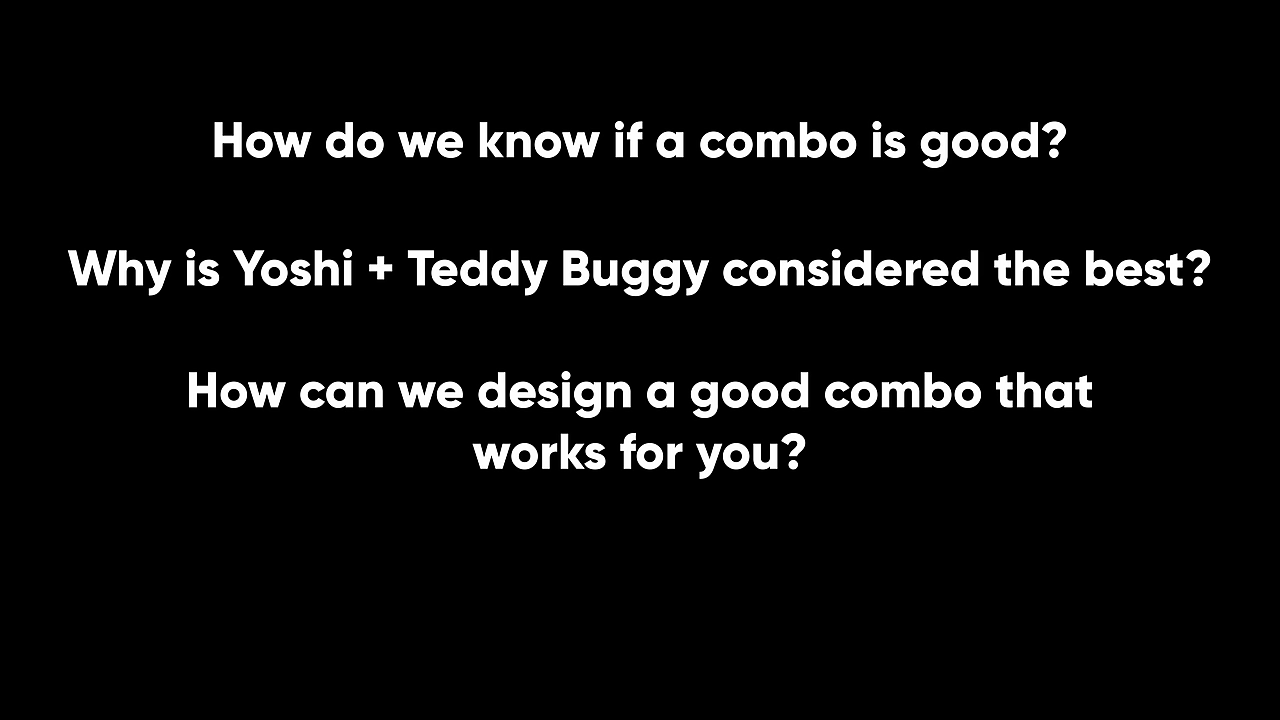 How do we know if a combo is good?
Why is Yoshi + Teddy Buggy considered the best?
How can we design a good combo that
works for you?